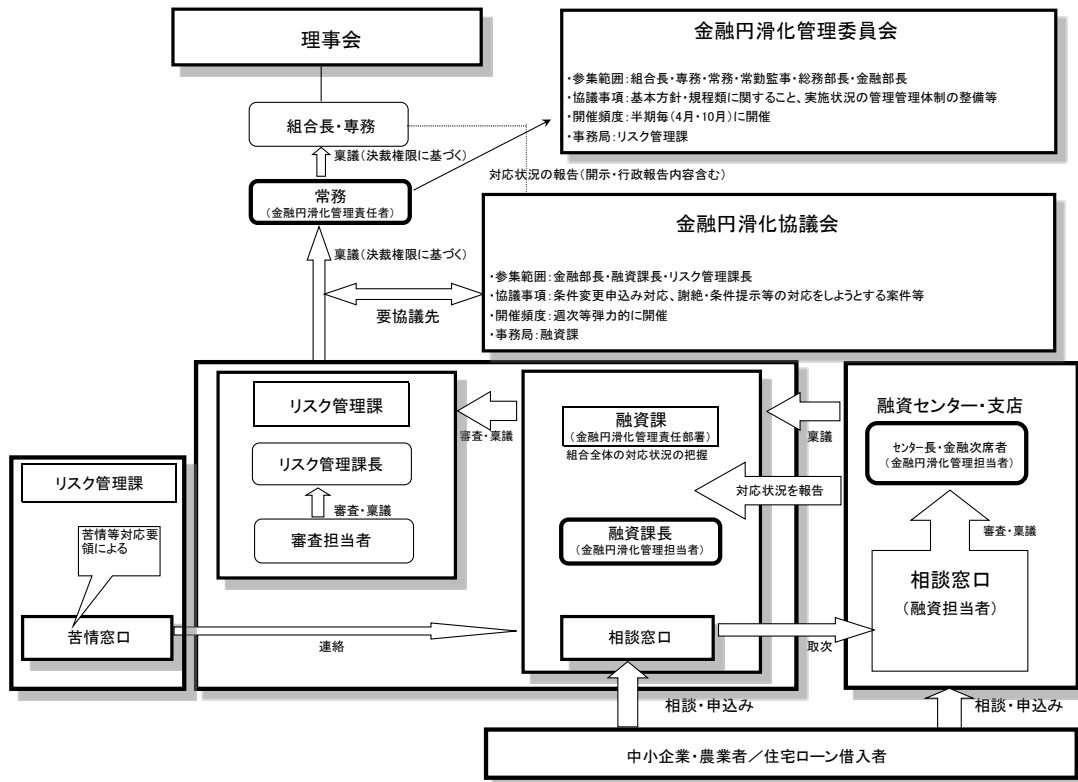 理事会
金融円滑化管理委員会
・参集範囲:組合長・専務・常務・常勤監事・総務部長・金融部長
・協議事項:基本方針・規程類に関すること、実施状況の管理管理体制の整備等
・開催頻度:半期毎(4月・10月)に開催
・事務局:リスク管理課
組合長・専務
稟議(決裁権限に基づく)
対応状況の報告(開示・行政報告内容含む)
常務
(金融円滑化管理責任者)
金融円滑化協議会
・参集範囲:金融部長・融資課長・リスク管理課長
・協議事項:条件変更申込み対応、謝絶・条件提示等の対応をしようとする案件等
・開催頻度:週次等弾力的に開催
・事務局:融資課
稟議(決裁権限に基づく)
要協議先
リスク管理課
リスク管理課長
審査・稟議
審査担当者
審査・稟議
融資課
(金融円滑化管理責任部署)
組合全体の対応状況の把握
融資課長
(金融円滑化管理担当者)
相談窓口
稟議
対応状況を報告
融資センター・支店
センター長・金融次席者
(金融円滑化管理担当者)
審査・稟議
相談窓口
(融資担当者)
リスク管理課
苦情等対応要
領による
苦情窓口
連絡
取次
相談・申込み
相談・申込み
中小企業・農業者/住宅ローン借入者